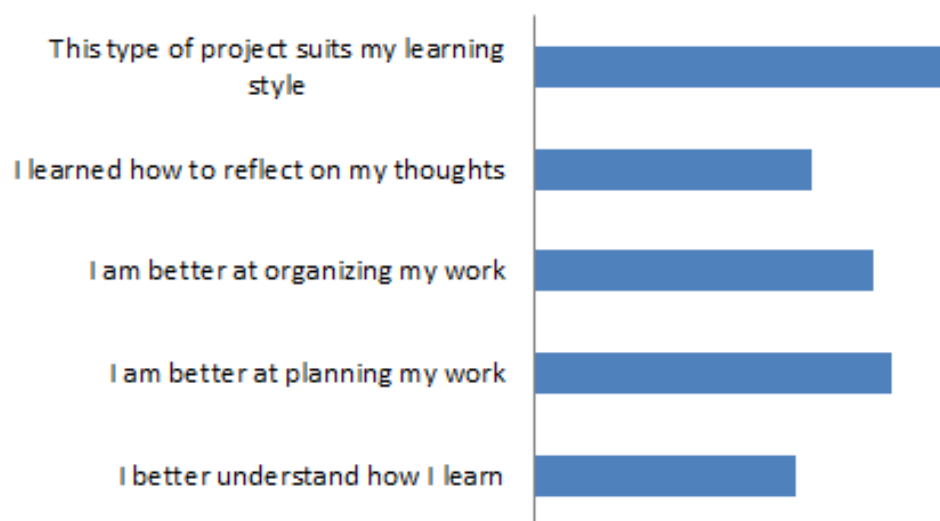 This type of project suits my learning
style
I learned how to reflect on my thoughts
I am better at organizing my work
I am better at planning my work
I better understand how I learn